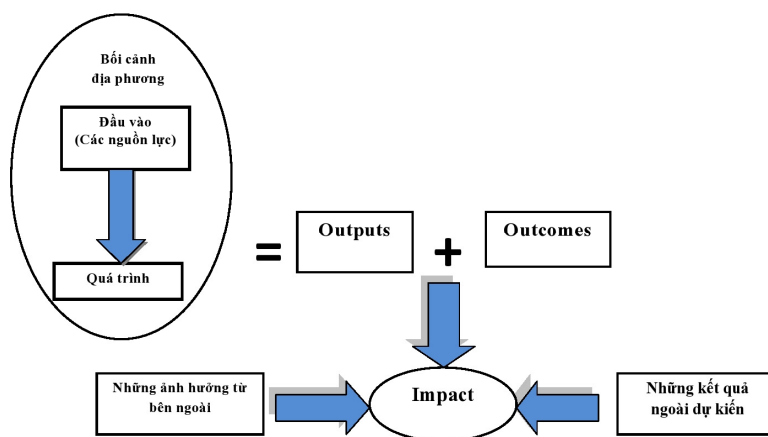 Bối cảnh
địa phương
Đầu vào
(Các nguồn lực)
Quá trình
=
Outputs
+
Outcomes
Những ảnh hưởng từ
bên ngoài
Impact
Những kết quả
ngoài dự kiến